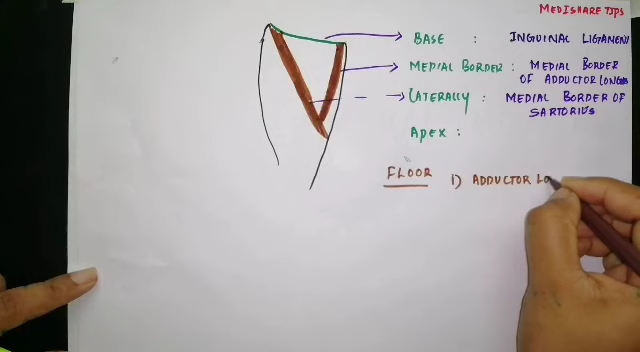 MEDISHARE TIPS
BASE : INGUINAL LIGAMENT
MEDIAL BORDER : MEDIAL BORDER
OF ADDUCTOR LONGUS
LATERALLY : MEDIAL BORDER OF
SARTORIUS
APEX :
FLOOR 1) ADDUCTOR LO